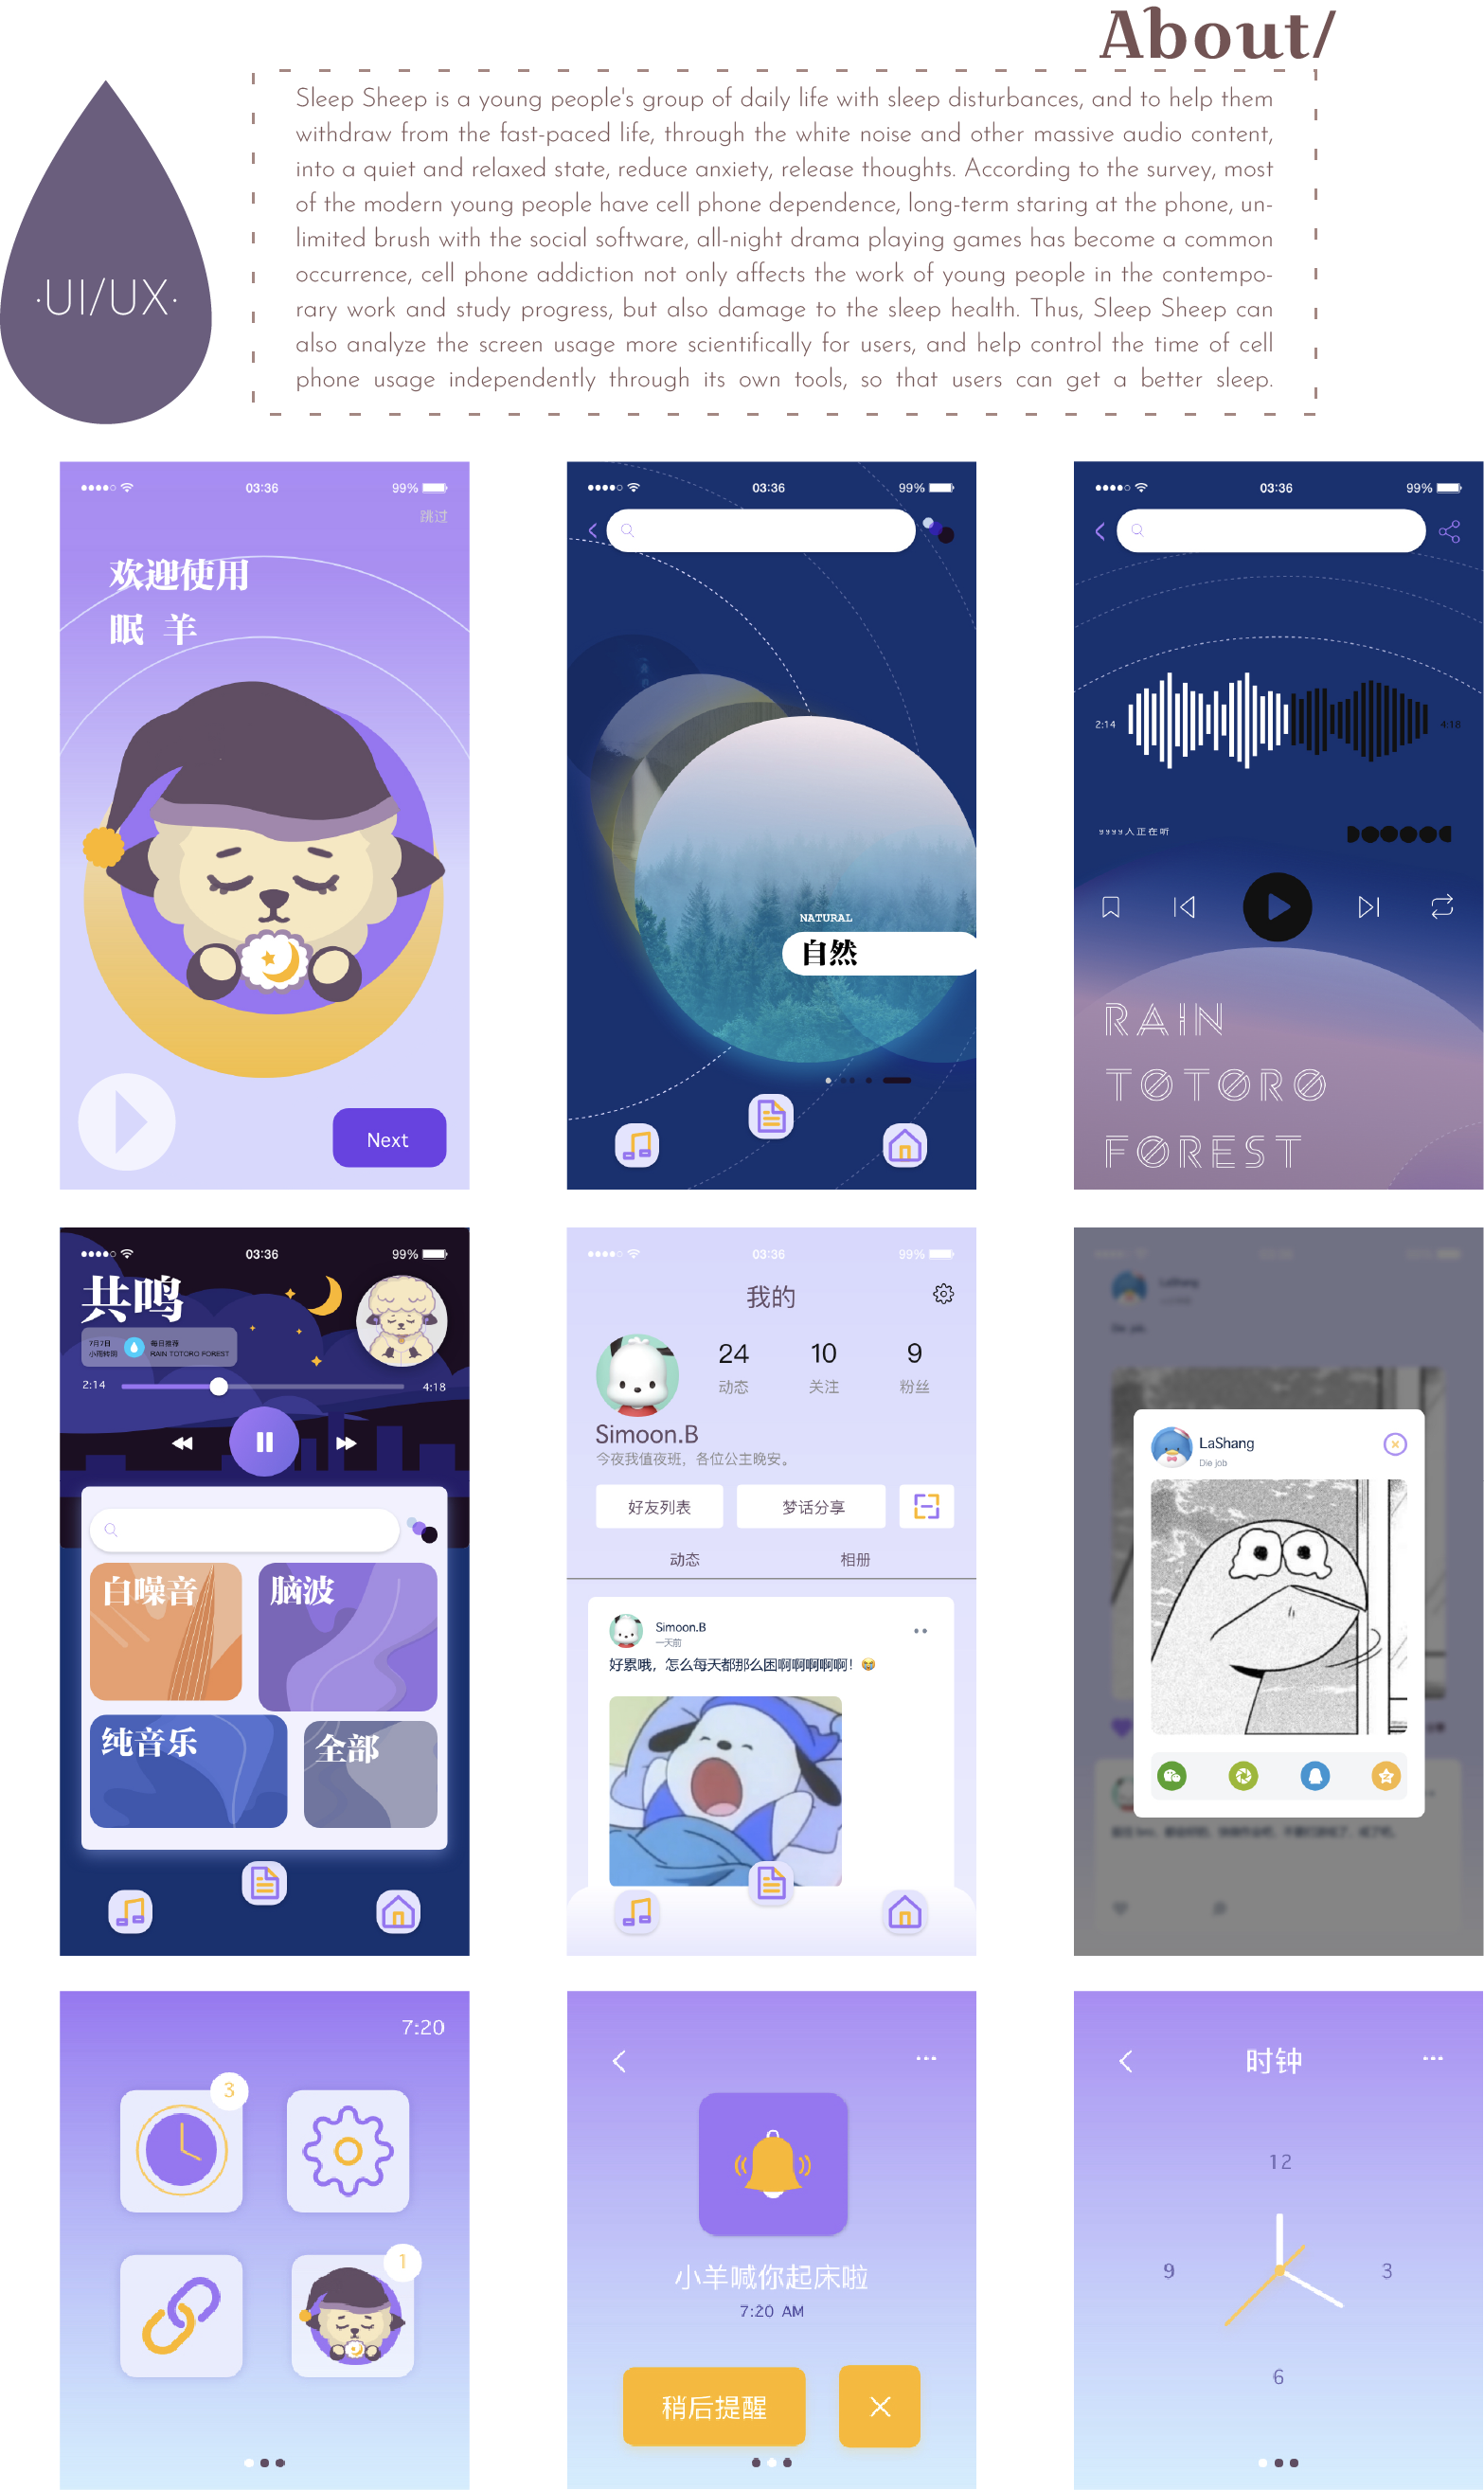 About/
·UI/UX·
Sleep Sheep is a young people's group of daily life with sleep disturbances, and to help them
withdraw from the fast-paced life, through the white noise and other massive audio content,
into a quiet and relaxed state, reduce anxiety, release thoughts. According to the survey, most
of the modern young people have cell phone dependence, long-term staring at the phone, un-
limited brush with the social software, all-night drama playing games has become a common
occurrence, cell phone addiction not only affects the work of young people in the contempo-
rary work and study progress, but also damage to the sleep health. Thus, Sleep Sheep can
also analyze the screen usage more scientifically for users, and help control the time of cell
phone usage independently through its own tools, so that users can get a better sleep.
03:36
99%
跳过
欢迎使用
眠 羊
Next
03:36
99%
NATURAL
自然
03:36
99%
2:14
4:18
9999人正在听
RAIN
TOTORO
FOREST
03:36
99%
共鸣
7月7日
小雨转阴
每日推荐
RAIN TOTORO FOREST
2:14
4:18
白噪音
脑波
纯音乐
全部
03:36
99%
我的
24
10
9
动态
关注
粉丝
Simoon.B
今夜我值夜班，各位公主晚安。
好友列表
梦话分享
动态
相册
Simoon.B
一天前
好累哦，怎么每天都那么困啊啊啊啊啊！
LaShang
Die job.
LaShang
Die job
7:20
3
1
小羊喊你起床啦
7:20 AM
稍后提醒
时钟
12
9
3
6